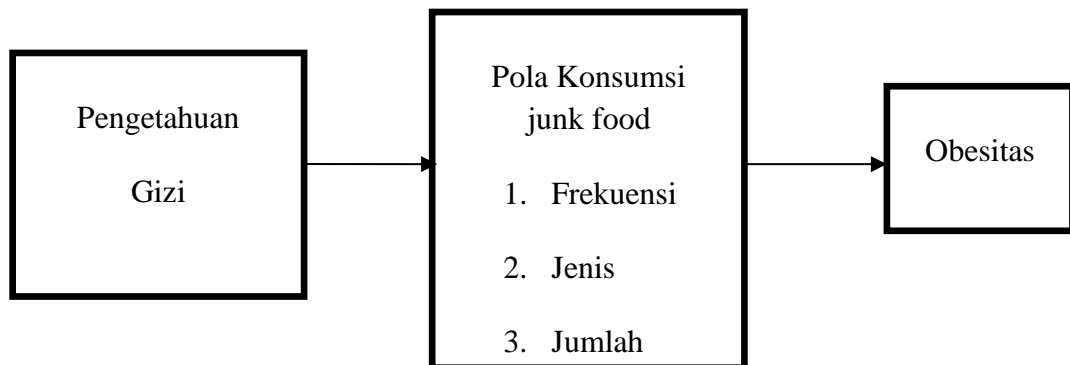 Pengetahuan
Gizi
Pola Konsumsi
junk food
1. Frekuensi
2. Jenis
3. Jumlah
Obesitas